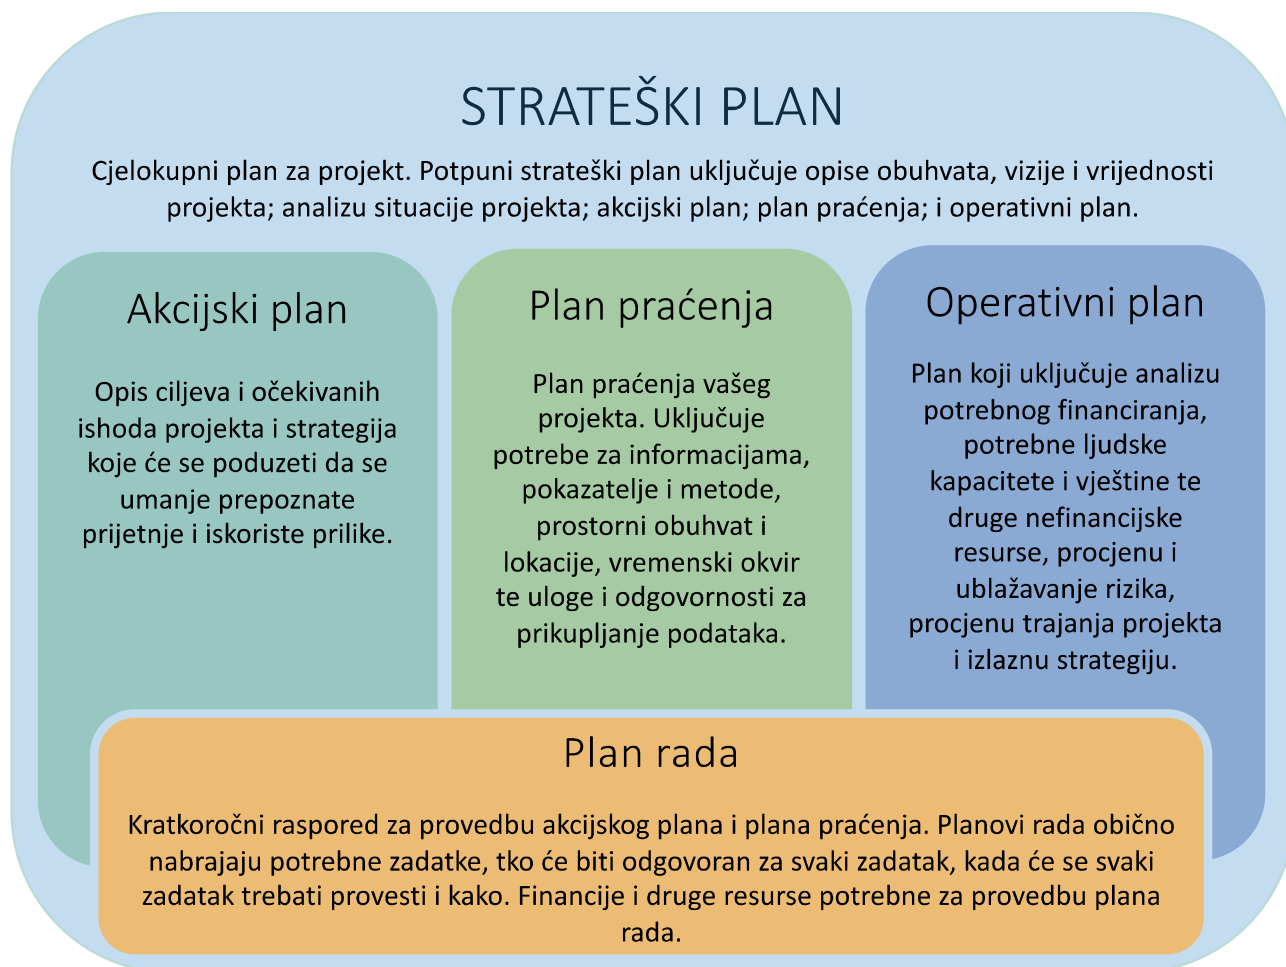 STRATEŠKI PLAN
Cjelokupni plan za projekt. Potpuni strateški plan uključuje opise obuhvata, vizije i vrijednosti
projekta; analizu situacije projekta; akcijski plan; plan praćenja; i operativni plan.
Akcijski plan
Opis ciljeva i očekivanih
ishoda projekta i strategija
koje će se poduzeti da se
umanje prepoznate
prijetnje i iskoriste prilike.
Plan praćenja
Plan praćenja vašeg
projekta. Uključuje
potrebe za informacijama,
pokazatelje i metode,
prostorni obuhvat i
lokacije, vremenski okvir
te uloge i odgovornosti za
prikupljanje podataka.
Operativni plan
Plan koji uključuje analizu
potrebnog financiranja,
potrebne ljudske
kapacitete i vještine te
druge nefinancijske
resurse, procjenu i
ublažavanje rizika,
procjenu trajanja projekta
i izlaznu strategiju.
Plan rada
Kratkoročni raspored za provedbu akcijskog plana i plana praćenja. Planovi rada obično
nabrajaju potrebne zadatke, tko će biti odgovoran za svaki zadatak, kada će se svaki
zadatak trebati provesti i kako. Financije i druge resurse potrebne za provedbu plana
rada.